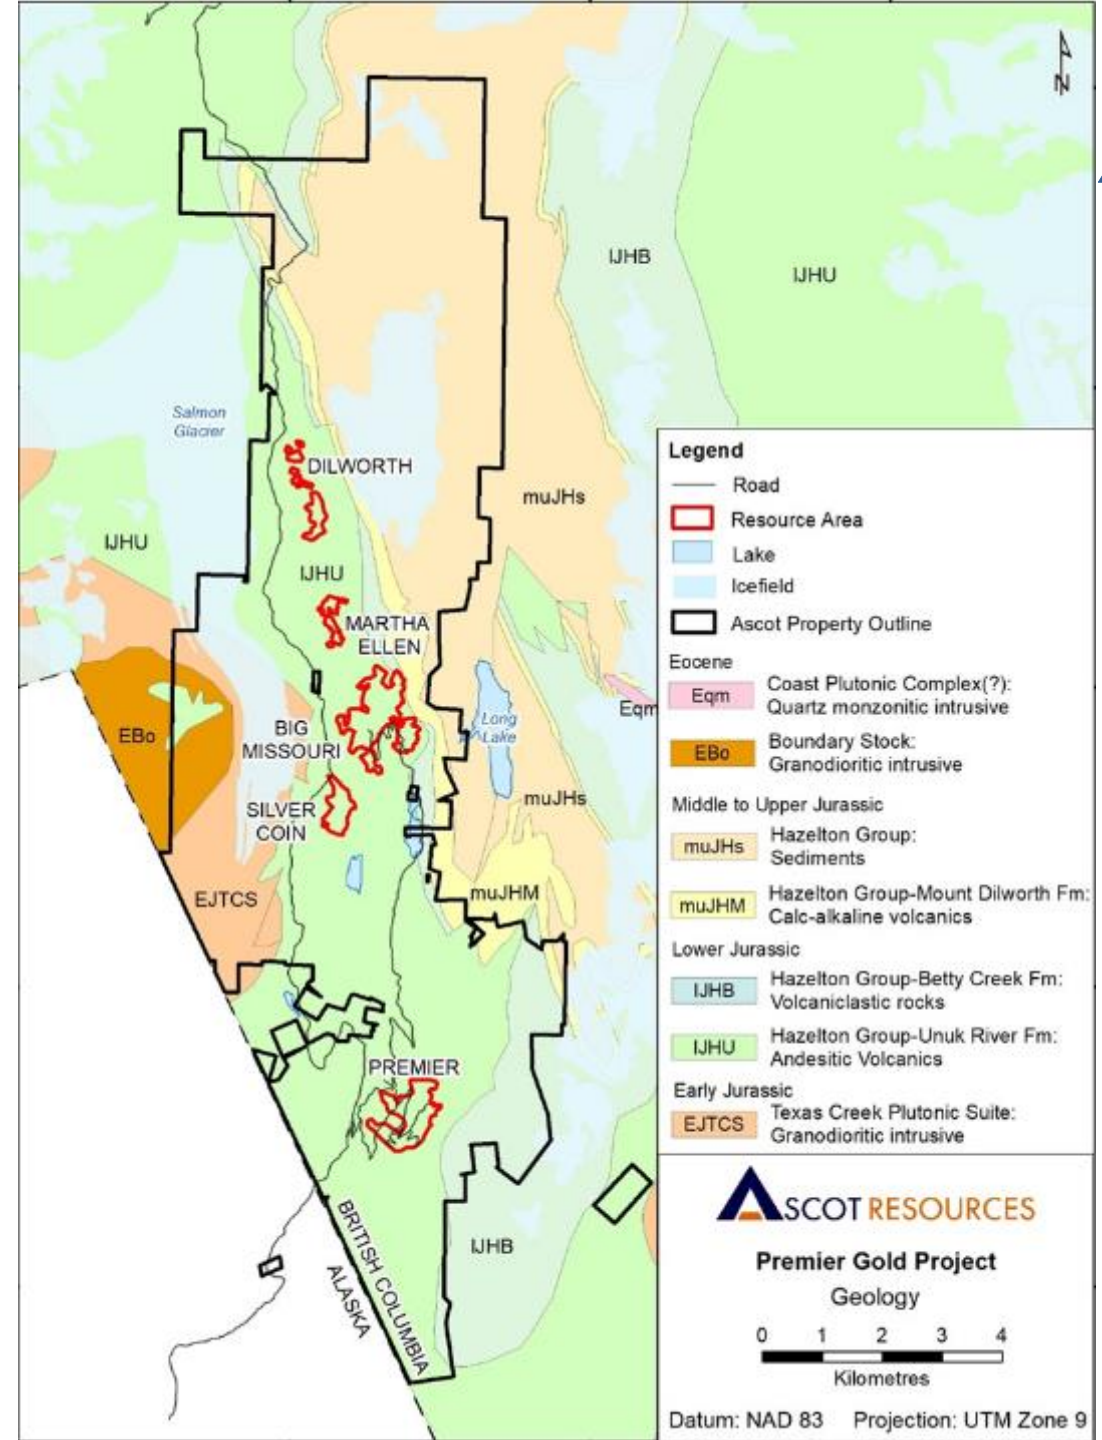 N
IJHB
IJHU
Salmon
Glacier
DILWORTH
muJHs
IJHU
IJHU
MARTHA
ELLEN
Long
Lake
Eqm
EBo
BIG
MISSOURI
SILVER
COIN
muJHs
EJTCS
muJHM
PREMIER
IJHB
BRITISH COLUMBIA
ALASKA
Legend
Road
Resource Area
Lake
Icefield
Ascot Property Outline
Eocene
Eqm
Coast Plutonic Complex(?):
Quartz monzonitic intrusive
EBo
Boundary Stock:
Granodioritic intrusive
Middle to Upper Jurassic
muJHs
Hazelton Group:
Sediments
muJHM
Hazelton Group-Mount Dilworth Fm:
Calc-alkaline volcanics
Lower Jurassic
IJHB
Hazelton Group-Betty Creek Fm:
Volcaniclastic rocks
IJHU
Hazelton Group-Unuk River Fm:
Andesitic Volcanics
Early Jurassic
EJTCS
Texas Creek Plutonic Suite:
Granodioritic intrusive
ASCOT RESOURCES
Premier Gold Project
Geology
0 1 2 3 4
Kilometres
Datum: NAD 83 Projection: UTM Zone 9